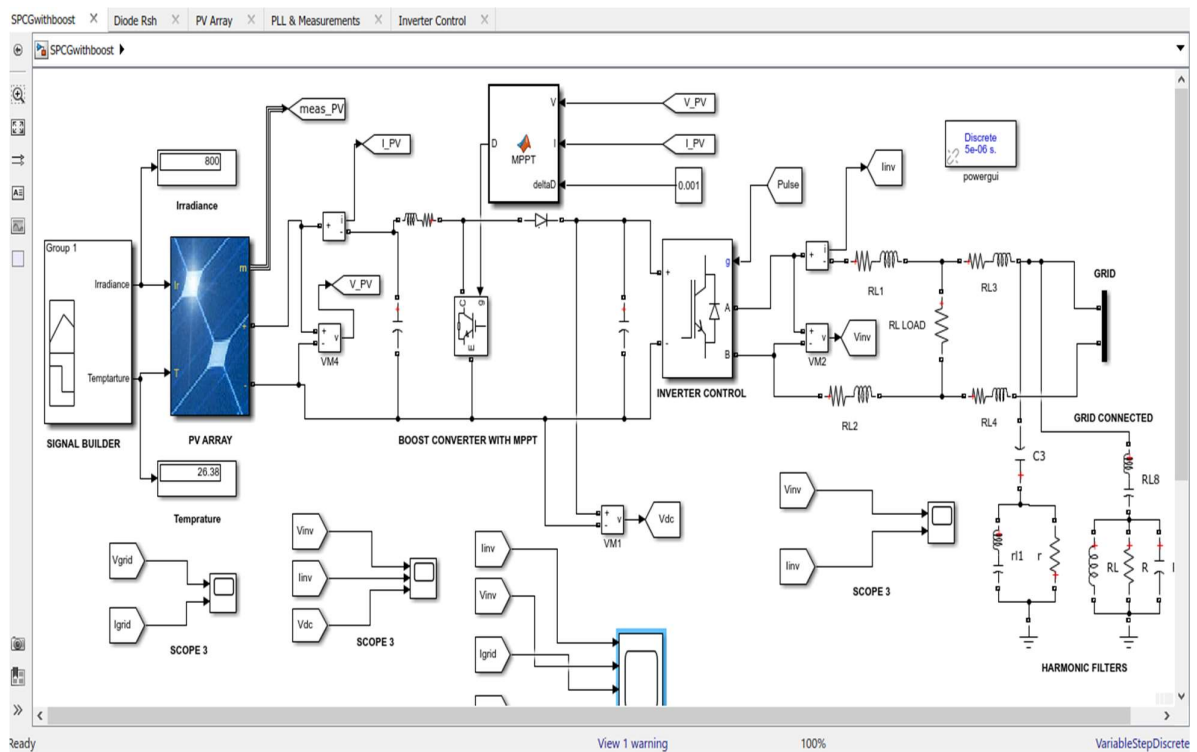 SPCGwithboost
Diode Rsh
PV Array
PLL & Measurements
Inverter Control
SPCGwithboost
meas_PV
I_PV
V
I
D
MPPT
deltaD
V_PV
I_PV
0.001
Discrete
5e-06 s.
powergui
800
Irradiance
Group 1
Irradiance
Temptarture
SIGNAL BUILDER
Ir
T
m
+
-
PV ARRAY
26.38
Temprature
i
+
-
V_PV
+
-
v
VM4
C
g
E
BOOST CONVERTER WITH MPPT
Pulse
g
+
-
A
B
INVERTER CONTROL
Iinv
i
+
-
RL1
RL3
GRID
RL LOAD
+
-
v
VM2
Vinv
RL2
RL4
GRID CONNECTED
C3
RL8
rl1
r
RL
R
HARMONIC FILTERS
+
-
v
VM1
Vdc
Vinv
Iinv
SCOPE 3
Vgrid
Igrid
SCOPE 3
Vinv
Iinv
Vdc
SCOPE 3
Iinv
Vinv
Igrid
Ready
View 1 warning
100%
VariableStepDiscrete